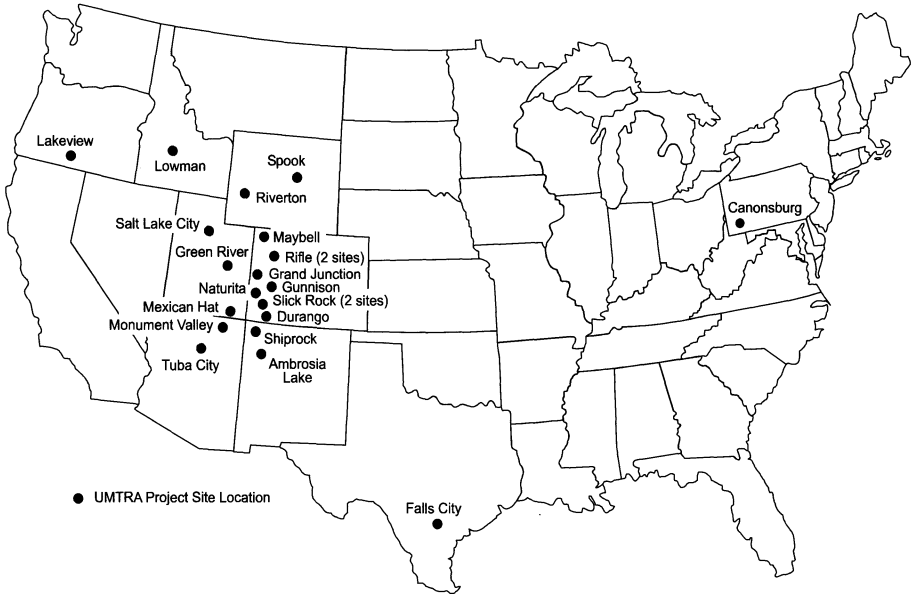 Lakeview
Lowman
Spook
Riverton
Canonsburg
Salt Lake City
Maybell
Green River
Rifle (2 sites)
Grand Junction
Naturita
Gunnison
Slick Rock (2 sites)
Mexican Hat
Durango
Monument Valley
Shiprock
Tuba City
Ambrosia
Lake
UMTRA Project Site Location
Falls City